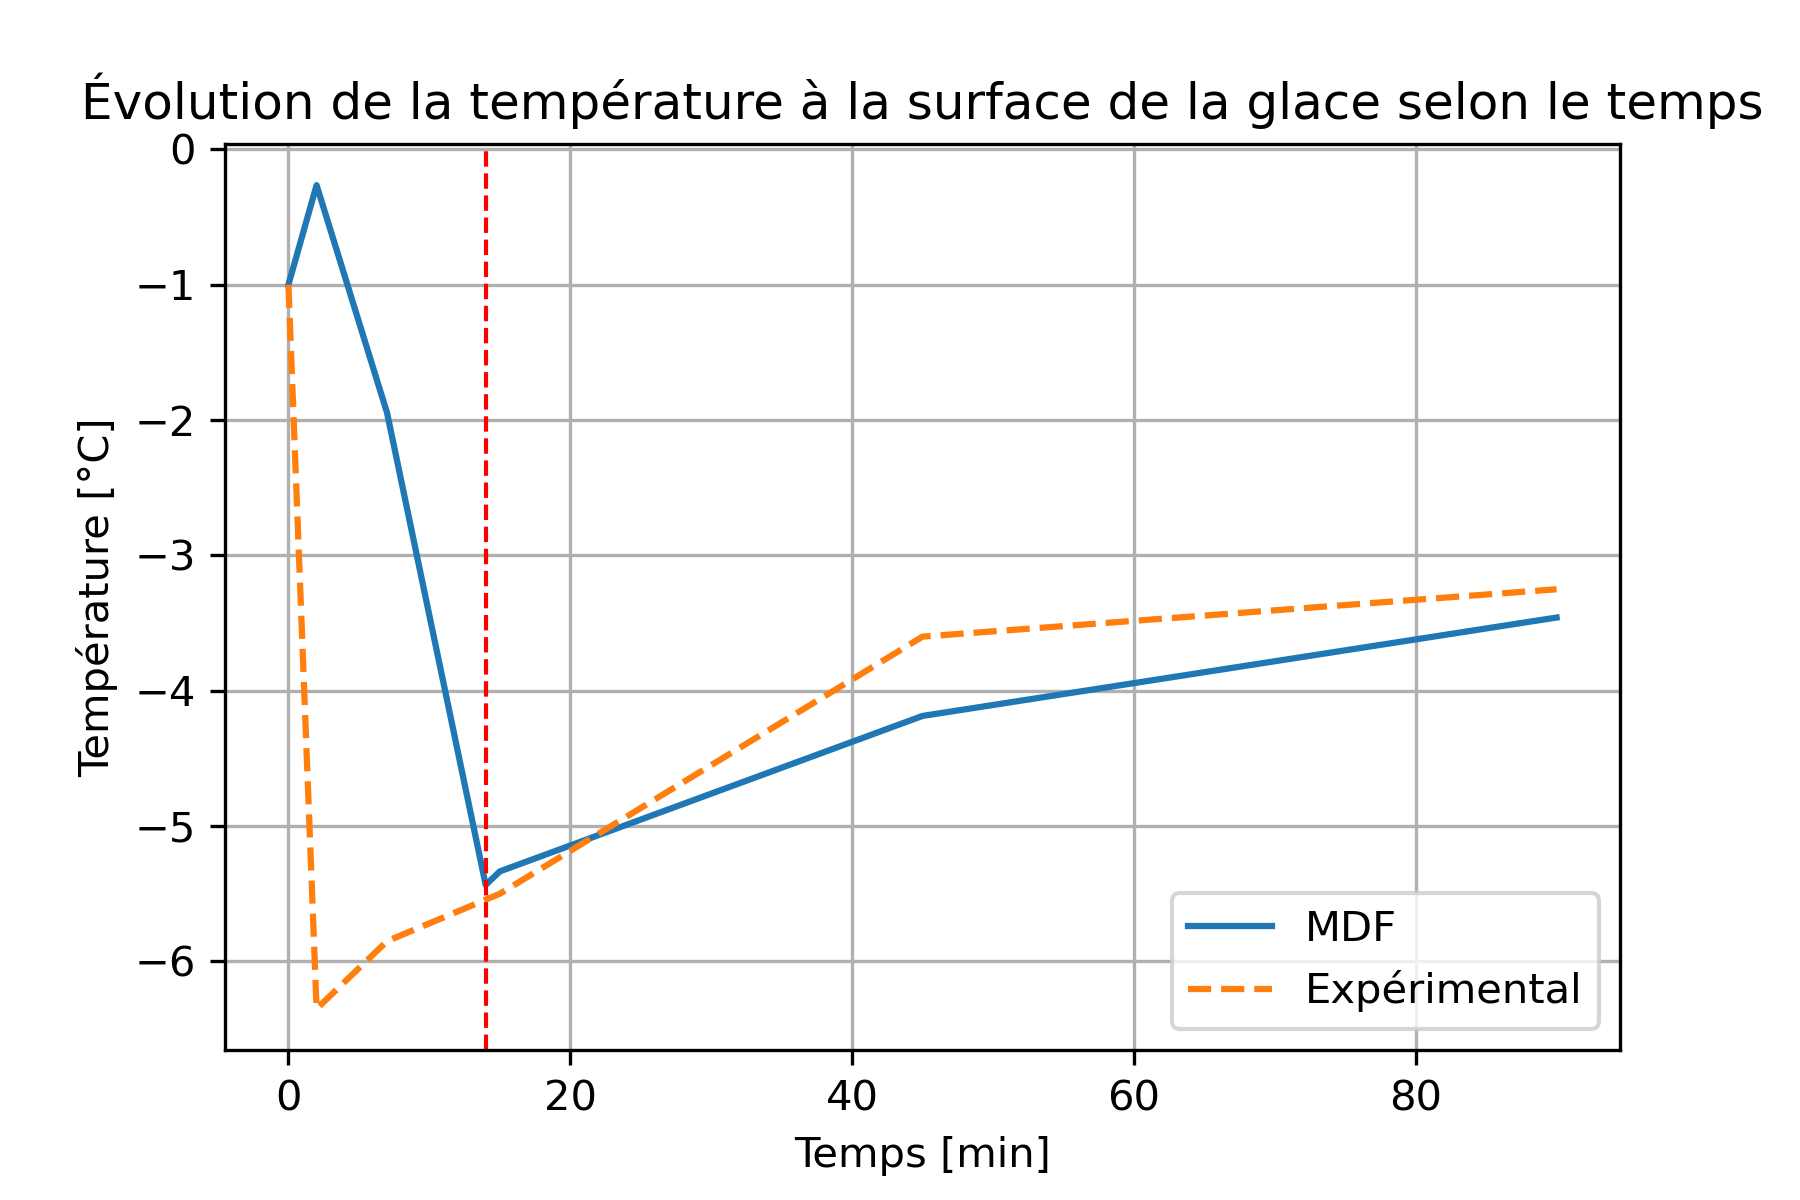 Évolution de la température à la surface de la glace selon le temps
0
−1
−2
−3
−4
−5
−6
Température [°C]
MDF
Expérimental
0 20 40 60 80
Temps [min]